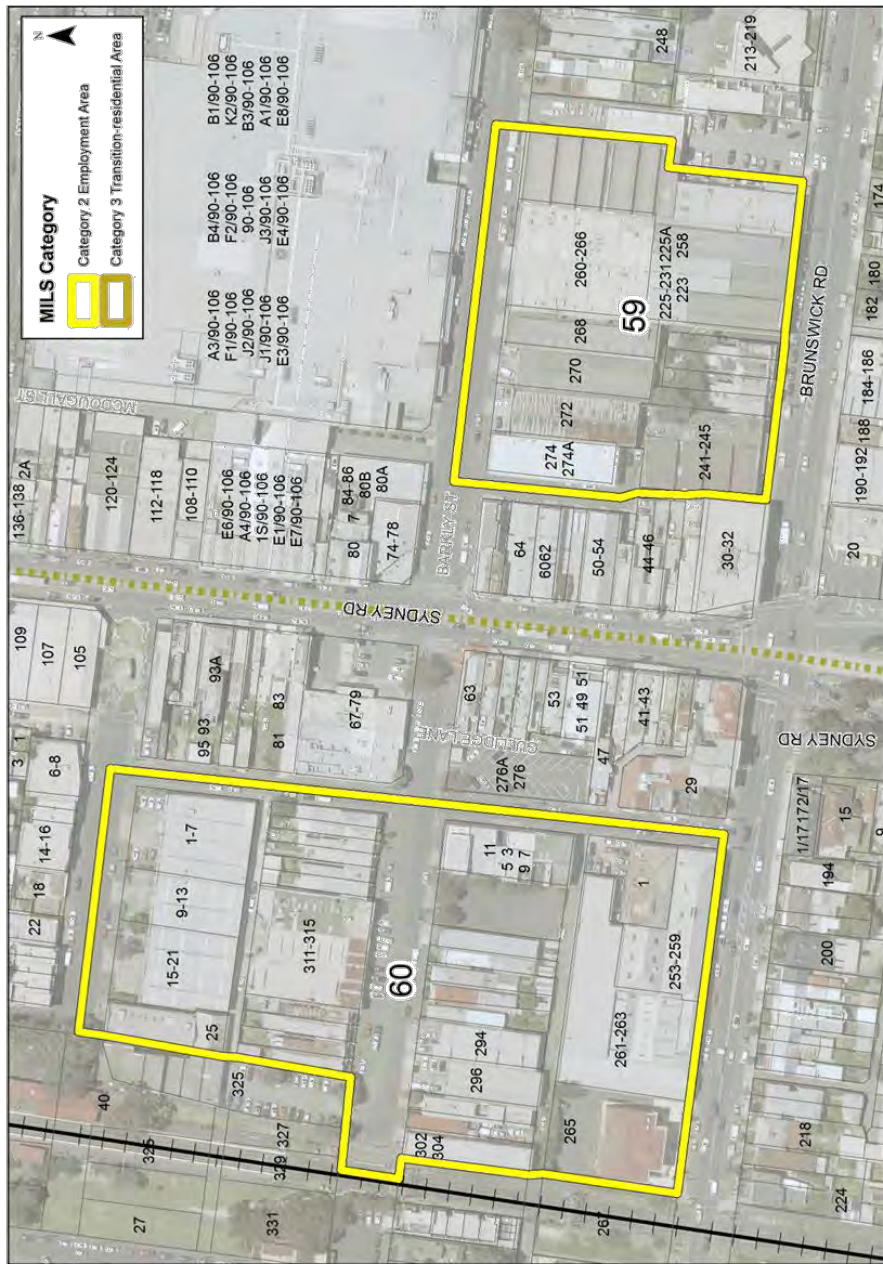 MILS Category
Category 2 Employment Area
Category 3 Transition-residential Area
N
27
331
40
325
329
327
325
22
18
14-16
6-8
3
1
25
15-21
9-13
1-7
311-315
109
107
105
95
93
93A
81
83
67-79
136-138
2A
120-124
112-118
108-110
MCDOUGALL ST
E6/90-106
A4/90-106
1S/90-106
E1/90-106
E7/90-106
80
7
84-86
80B
80A
74-78
A3/90-106
F1/90-106
J2/90-106
J1/90-106
E3/90-106
B4/90-106
F2/90-106
90-106
J3/90-106
E4/90-106
B1/90-106
K2/90-106
B3/90-106
A1/90-106
E8/90-106
60
SYDNEY RD
BARKLY ST
302
304
296
294
11
5 3
9 7
276A
276
63
53
51 49 51
47
41-43
29
64
6062
50-54
44-46
30-32
274
274A
272
270
268
260-266
59
225-231
225A
223
258
241-245
248
213-219
267
265
261-263
253-259
1
BRUNSWICK RD
SYDNEY RD
224
218
200
194
1/17
172/17
15
9
20
190-192
188
184-186
182
180
174